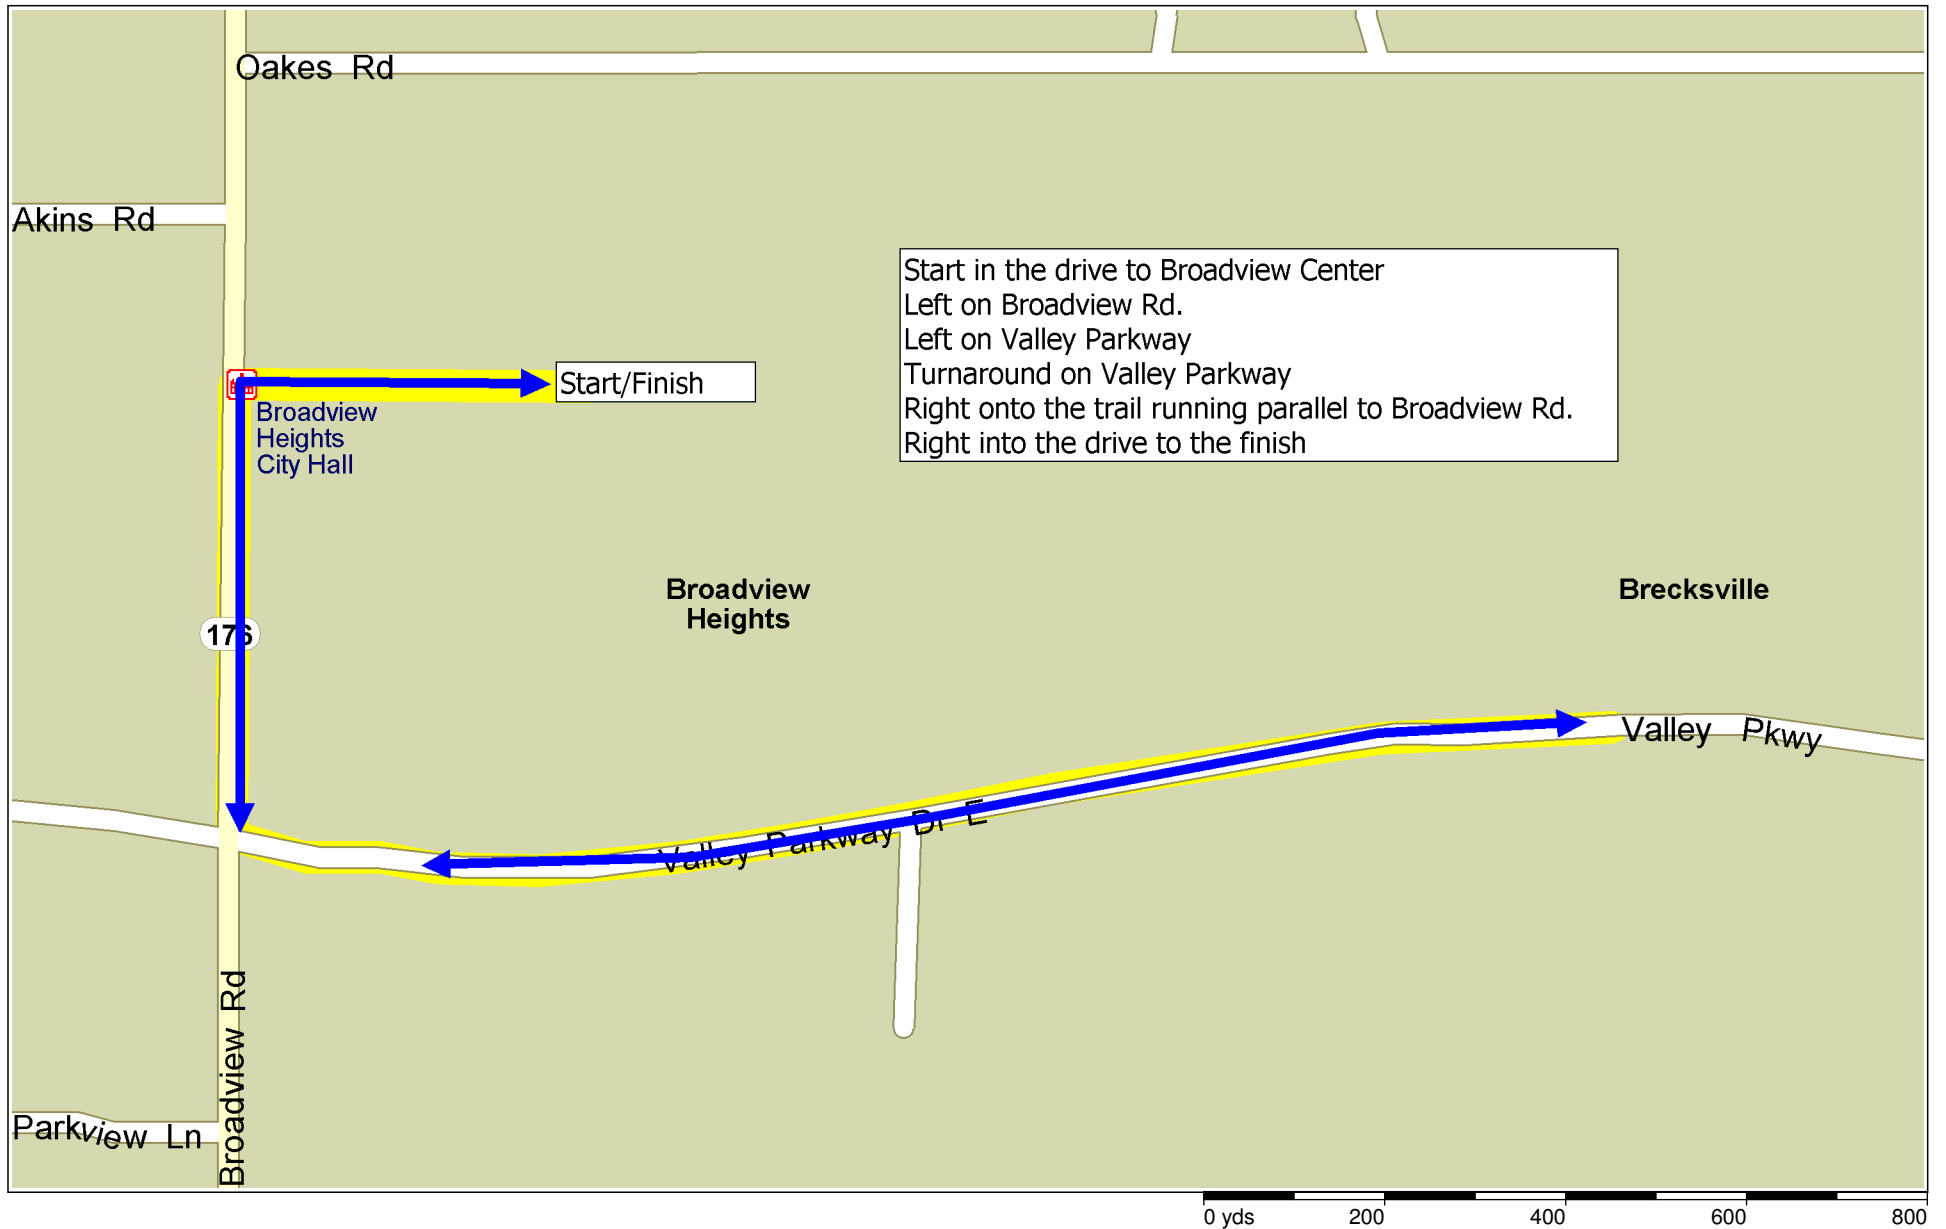 Oakes Rd
Akins Rd
Start in the drive to Broadview Center
Left on Broadview Rd.
Left on Valley Parkway
Turnaround on Valley Parkway
Right onto the trail running parallel to Broadview Rd.
Right into the drive to the finish
Start/Finish
Broadview
Heights
City Hall
Broadview
Heights
Brecksville
176
Valley Pkwy
Valley Parkway Dr E
Broadview Rd
Parkview Ln
0 yds 200 400 600 800